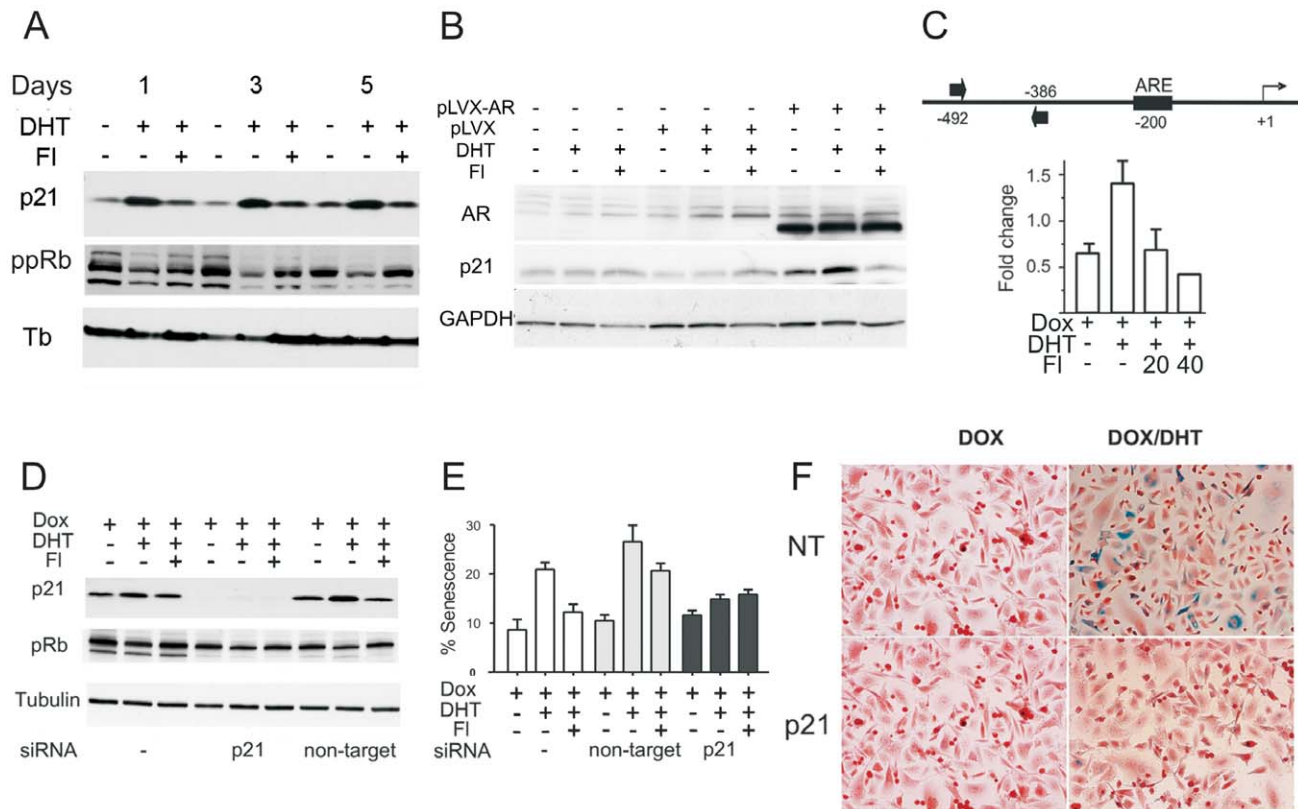 A
Days 1 3 5
DHT - + + - + + - + +
Fl - - + - - + - - +
p21
ppRb
Tb
B
pLVX-AR - - - - - - + + +
pLVX - - - + + + - - -
DHT - + + - + + - + +
Fl - - + - - + - - +
AR
p21
GAPDH
C
-386 ARE
-492 -200 +1
Fold change
1.5
1.0
0.5
Dox + + + +
DHT - + + +
Fl - - 20 40
D
Dox + + + + + + + + +
DHT - + + - + + - + +
Fl - - + - - + - - +
p21
pRb
Tubulin
siRNA - p21 non-target
E
% Senescence
30
20
10
0
Dox + + + + + + + + +
DHT - + + - + + - + +
Fl - - + - - + - - +
siRNA - non-target p21
F
DOX DOX/DHT
NT
p21